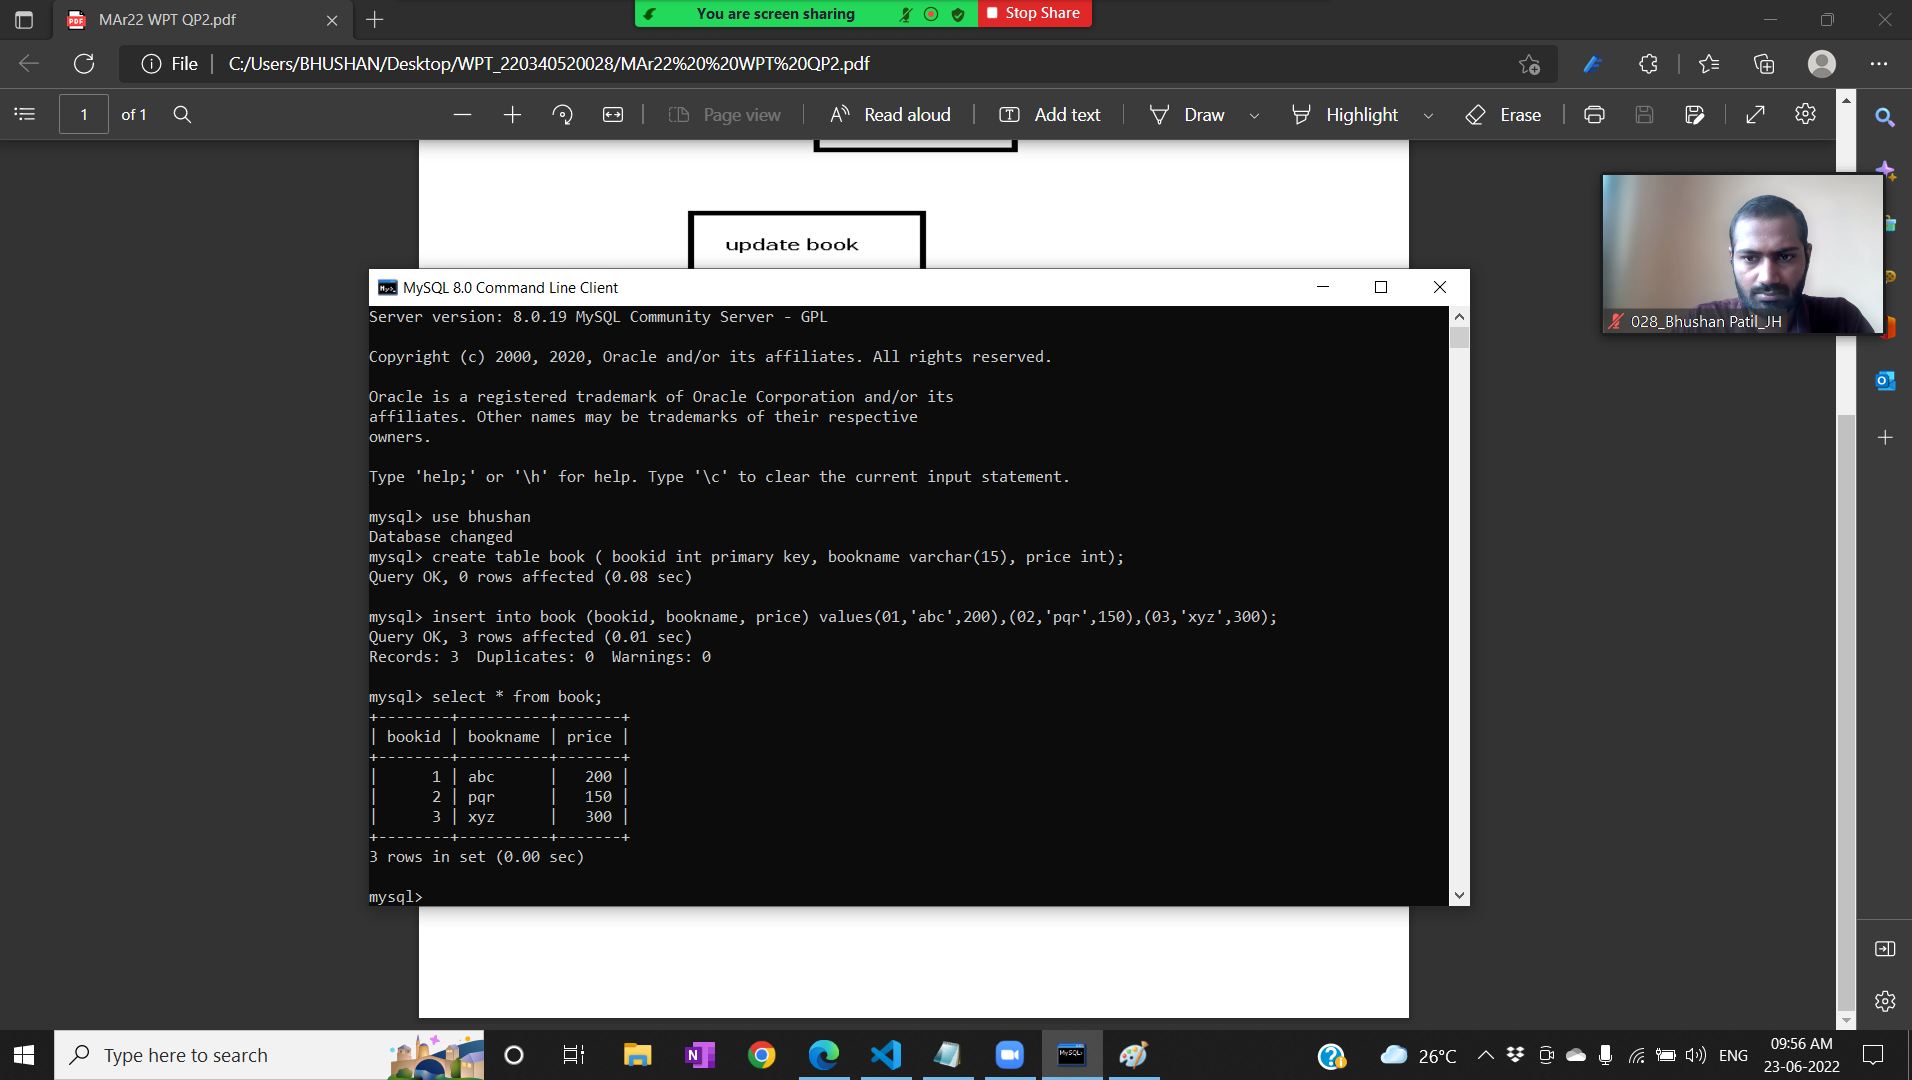 MAr22 WPT QP2.pdf
You are screen sharing
Stop Share
File
C:/Users/BHUSHAN/Desktop/WPT_220340520028/MAr22%20%20WPT%20QP2.pdf
1 of 1
Page view
Read aloud
Add text
Draw
Highlight
Erase
update book
028_Bhushan Patil_JH
MySQL 8.0 Command Line Client
Server version: 8.0.19 MySQL Community Server - GPL
Copyright (c) 2000, 2020, Oracle and/or its affiliates. All rights reserved.
Oracle is a registered trademark of Oracle Corporation and/or its
affiliates. Other names may be trademarks of their respective
owners.
Type 'help;' or '\h' for help. Type '\c' to clear the current input statement.
mysql> use bhushan
Database changed
mysql> create table book ( bookid int primary key, bookname varchar(15), price int);
Query OK, 0 rows affected (0.08 sec)
mysql> insert into book (bookid, bookname, price) values(01,'abc',200),(02,'pqr',150),(03,'xyz',300);
Query OK, 3 rows affected (0.01 sec)
Records: 3  Duplicates: 0  Warnings: 0
mysql> select * from book;
+--------+----------+-------+
| bookid | bookname | price |
+--------+----------+-------+
|      1 | abc      |   200 |
|      2 | pqr      |   150 |
|      3 | xyz      |   300 |
+--------+----------+-------+
3 rows in set (0.00 sec)
mysql>
Type here to search
26°C
ENG
09:56 AM
23-06-2022